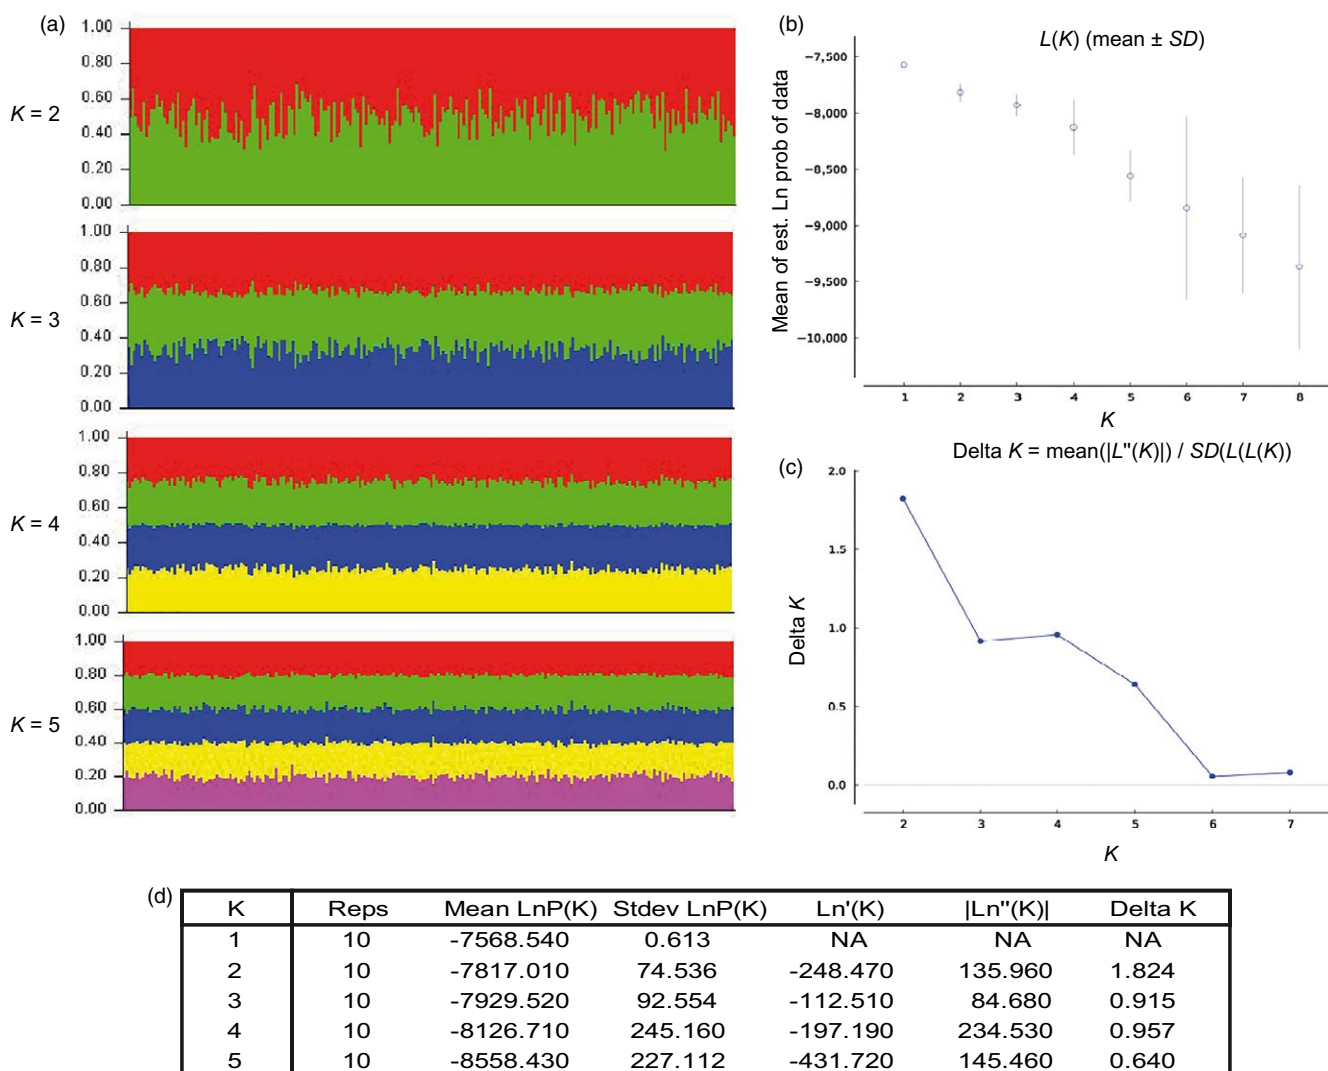 (a)
1.00
0.80
0.60
0.40
0.20
0.00
K = 2
1.00
0.80
0.60
0.40
0.20
0.00
K = 3
1.00
0.80
0.60
0.40
0.20
0.00
K = 4
1.00
0.80
0.60
0.40
0.20
0.00
K = 5
(b)
L(K) (mean ± SD)
Mean of est. Ln prob of data
−7,500
−8,000
−8,500
−9,000
−9,500
−10,000
1 2 3 4 5 6 7 8
K
(c)
Delta K = mean(|L"(K)|) / SD(L(L(K))
Delta K
2.0
1.5
1.0
0.5
0.0
2 3 4 5 6 7
K
(d)
K Reps Mean LnP(K) Stdev LnP(K) Ln'(K) |Ln"(K)| Delta K
1 10 -7568.540 0.613 NA NA NA
2 10 -7817.010 74.536 -248.470 135.960 1.824
3 10 -7929.520 92.554 -112.510 84.680 0.915
4 10 -8126.710 245.160 -197.190 234.530 0.957
5 10 -8558.430 227.112 -431.720 145.460 0.640